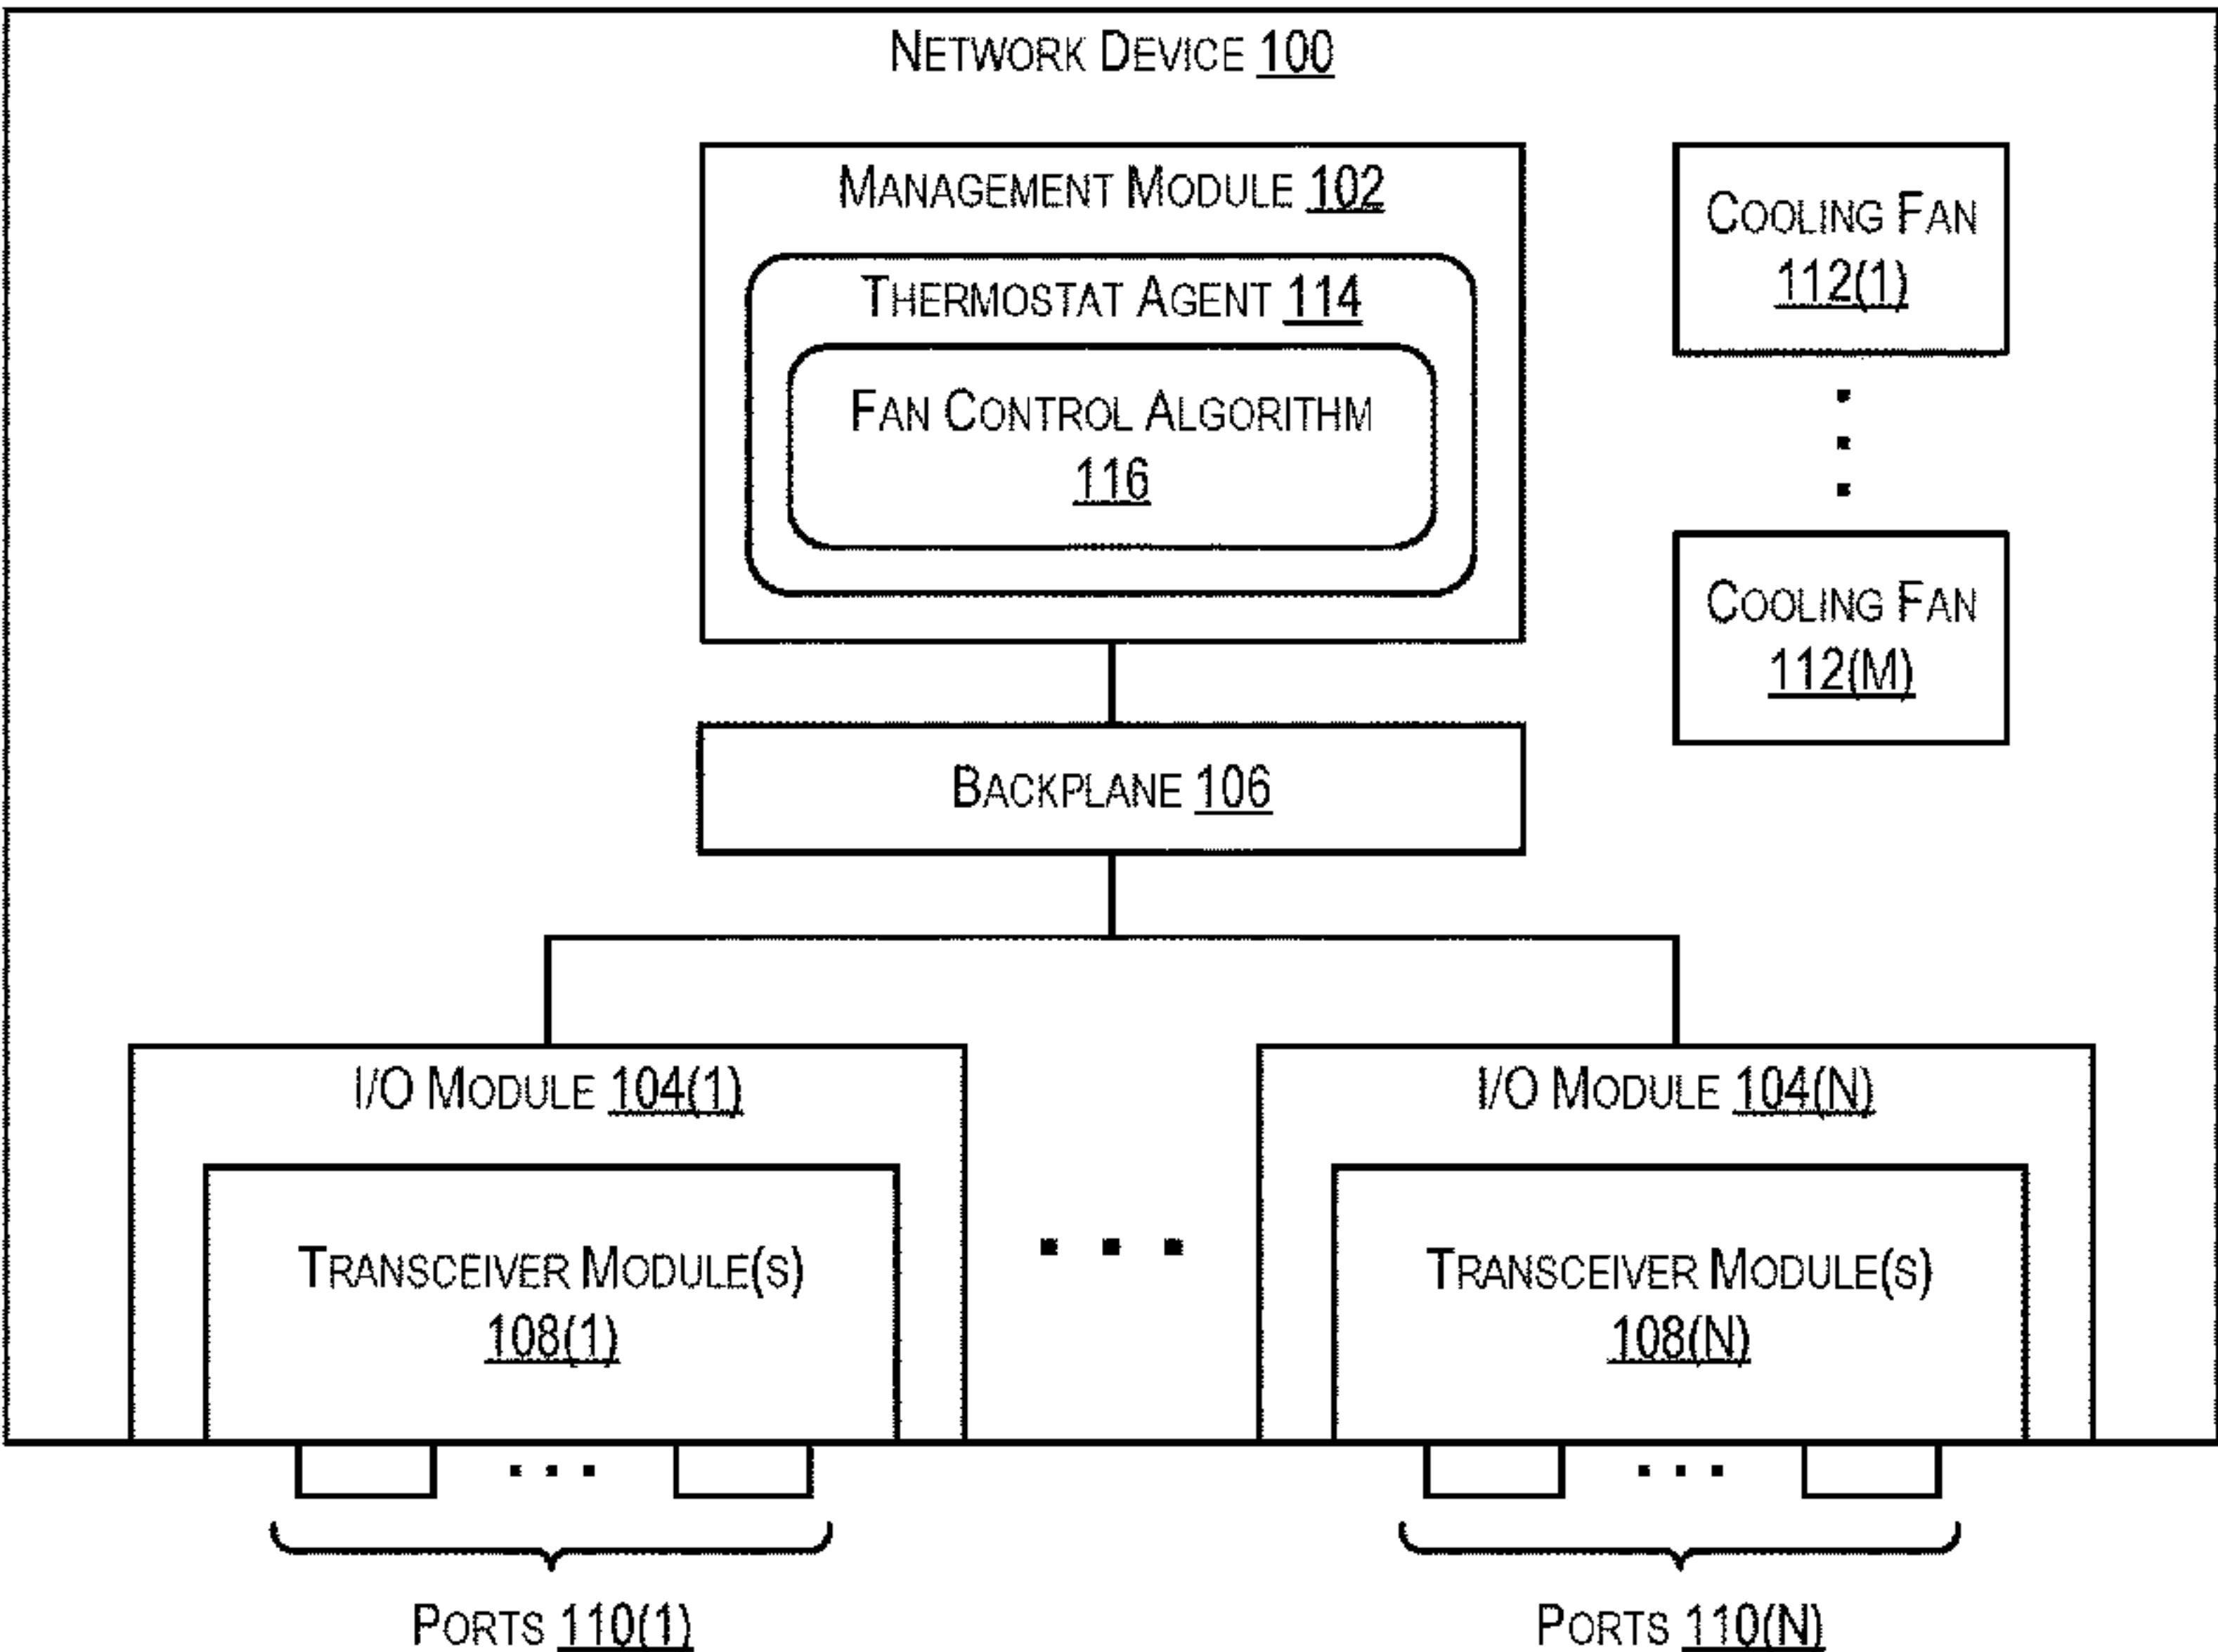 NETWORK DEVICE 100
MANAGEMENT MODULE 102
THERMOSTAT AGENT 114
FAN CONTROL ALGORITHM
116
COOLING FAN
112(1)
COOLING FAN
112(M)
BACKPLANE 106
I/O MODULE 104(1)
TRANSCEIVER MODULE(S)
108(1)
I/O MODULE 104(N)
TRANSCEIVER MODULE(S)
108(N)
PORTS 110(1)
PORTS 110(N)